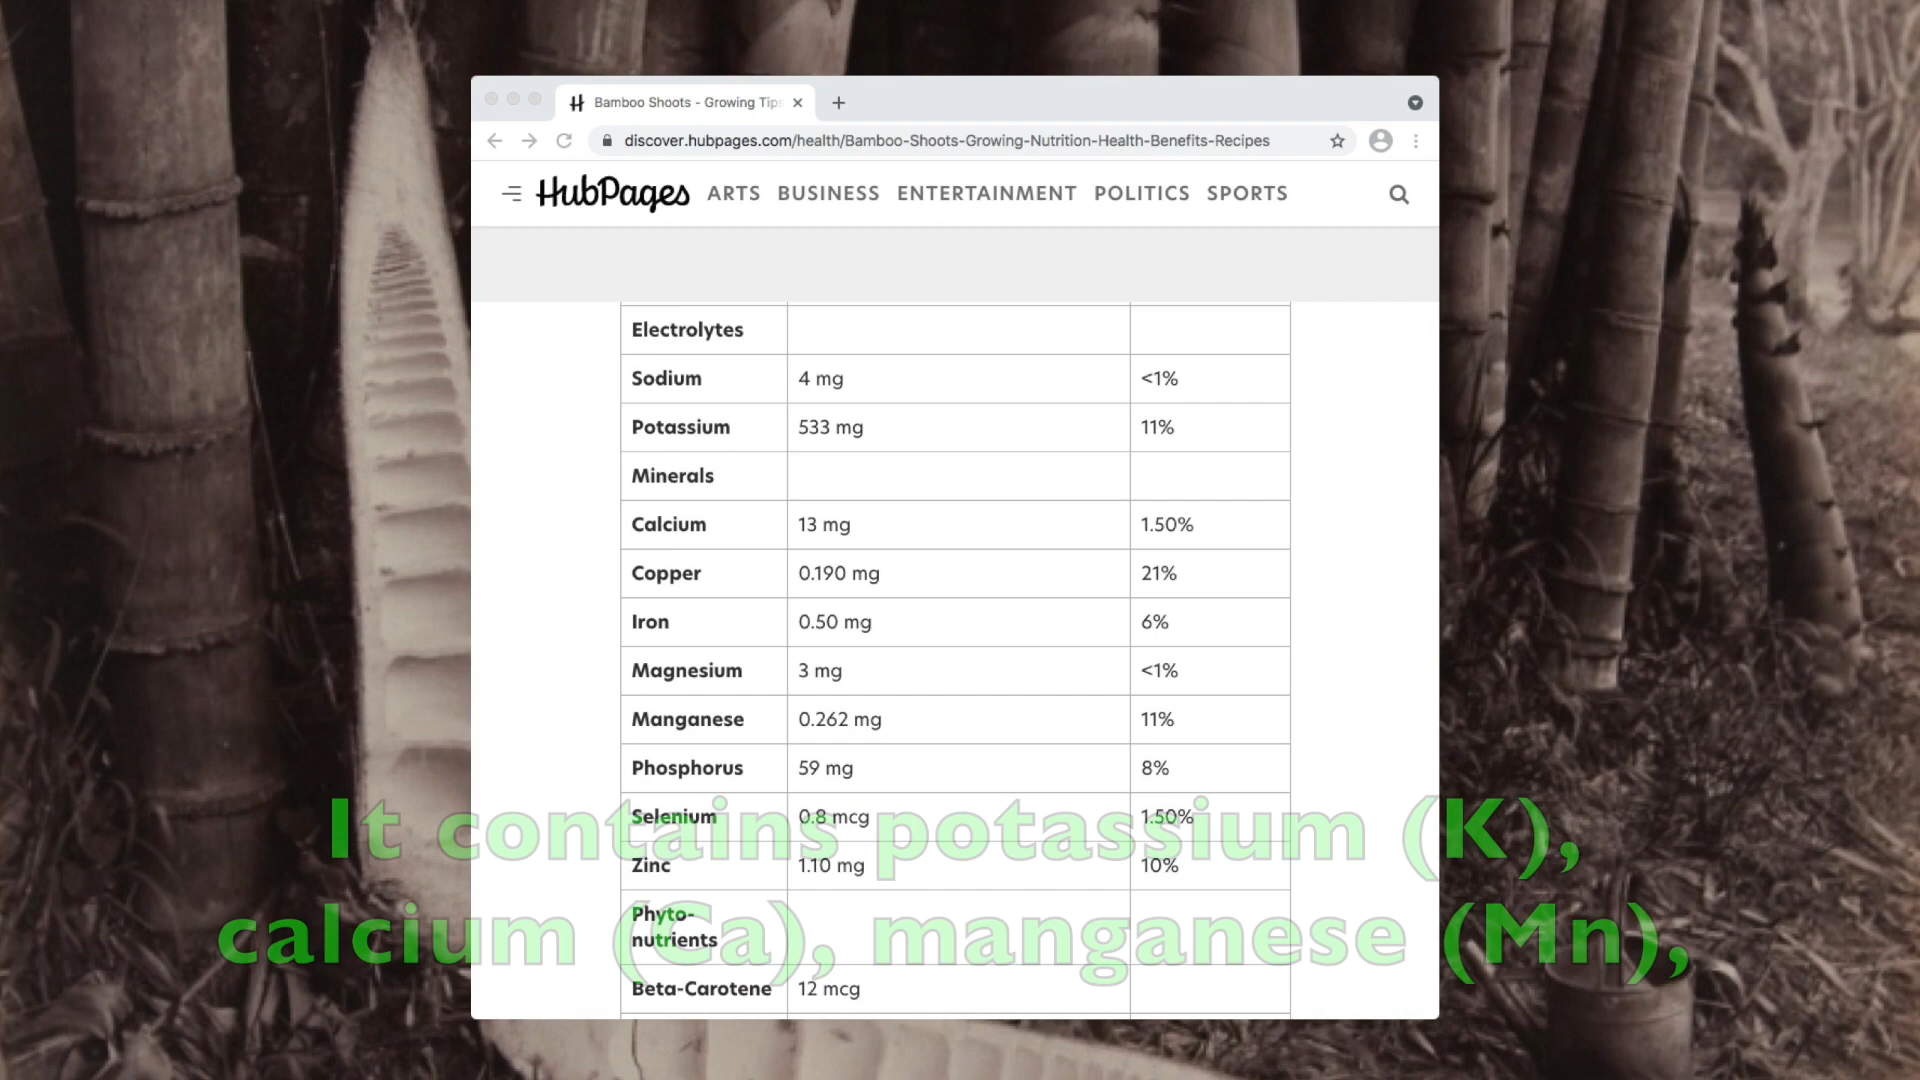 Bamboo Shoots - Growing Tips
discover.hubpages.com/health/Bamboo-Shoots-Growing-Nutrition-Health-Benefits-Recipes
HubPages ARTS BUSINESS ENTERTAINMENT POLITICS SPORTS
Electrolytes
Sodium 4 mg <1%
Potassium 533 mg 11%
Minerals
Calcium 13 mg 1.50%
Copper 0.190 mg 21%
Iron 0.50 mg 6%
Magnesium 3 mg <1%
Manganese 0.262 mg 11%
Phosphorus 59 mg 8%
Selenium 0.8 mcg 1.50%
Zinc 1.10 mg 10%
Phyto-
nutrients
Beta-Carotene 12 mcg
It contains potassium (K),
calcium (Ca), manganese (Mn),